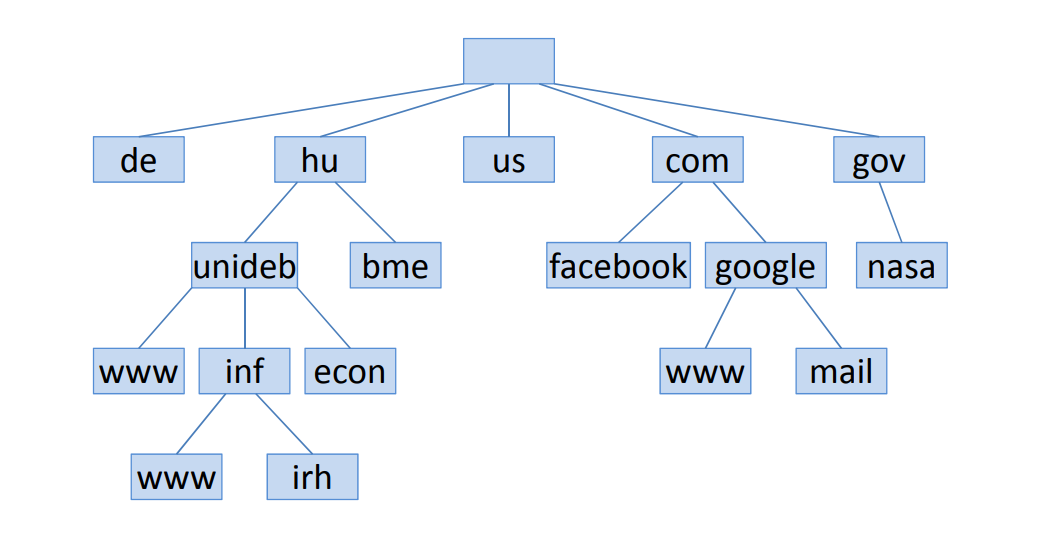 de hu us com gov
unideb bme facebook google nasa
www inf econ www mail
www irh